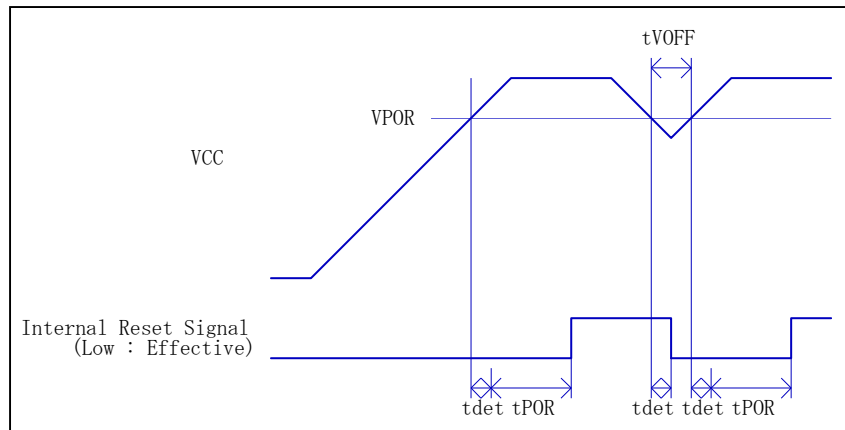 tVOFF
VPOR
VCC
Internal Reset Signal
(Low : Effective)
tdet tPOR tdet tdet tPOR